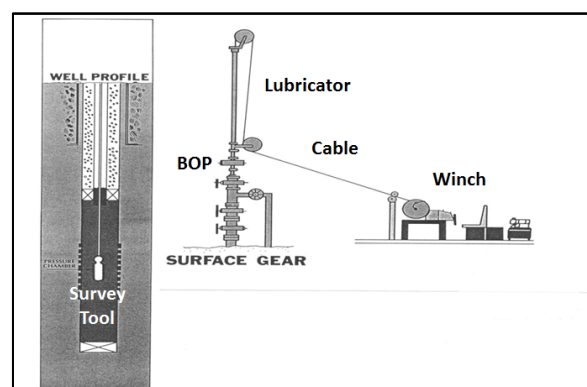 WELL PROFILE
PRESSURE
CHAMBER
Survey
Tool
Lubricator
BOP
Cable
Winch
SURFACE GEAR